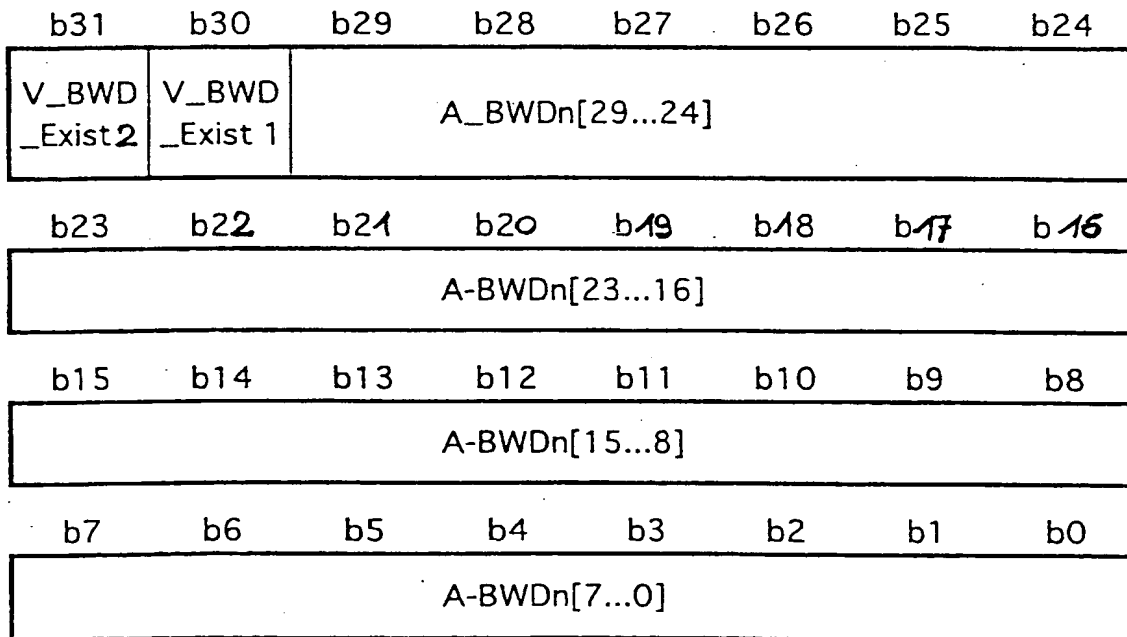 b31 b30 b29 b28 b27 b26 b25 b24
V_BWD V_BWD
_Exist2 _Exist 1
A_BWDn[29...24]
b23 b22 b21 b20 b19 b18 b17 b16
A-BWDn[23...16]
b15 b14 b13 b12 b11 b10 b9 b8
A-BWDn[15...8]
b7 b6 b5 b4 b3 b2 b1 b0
A-BWDn[7...0]